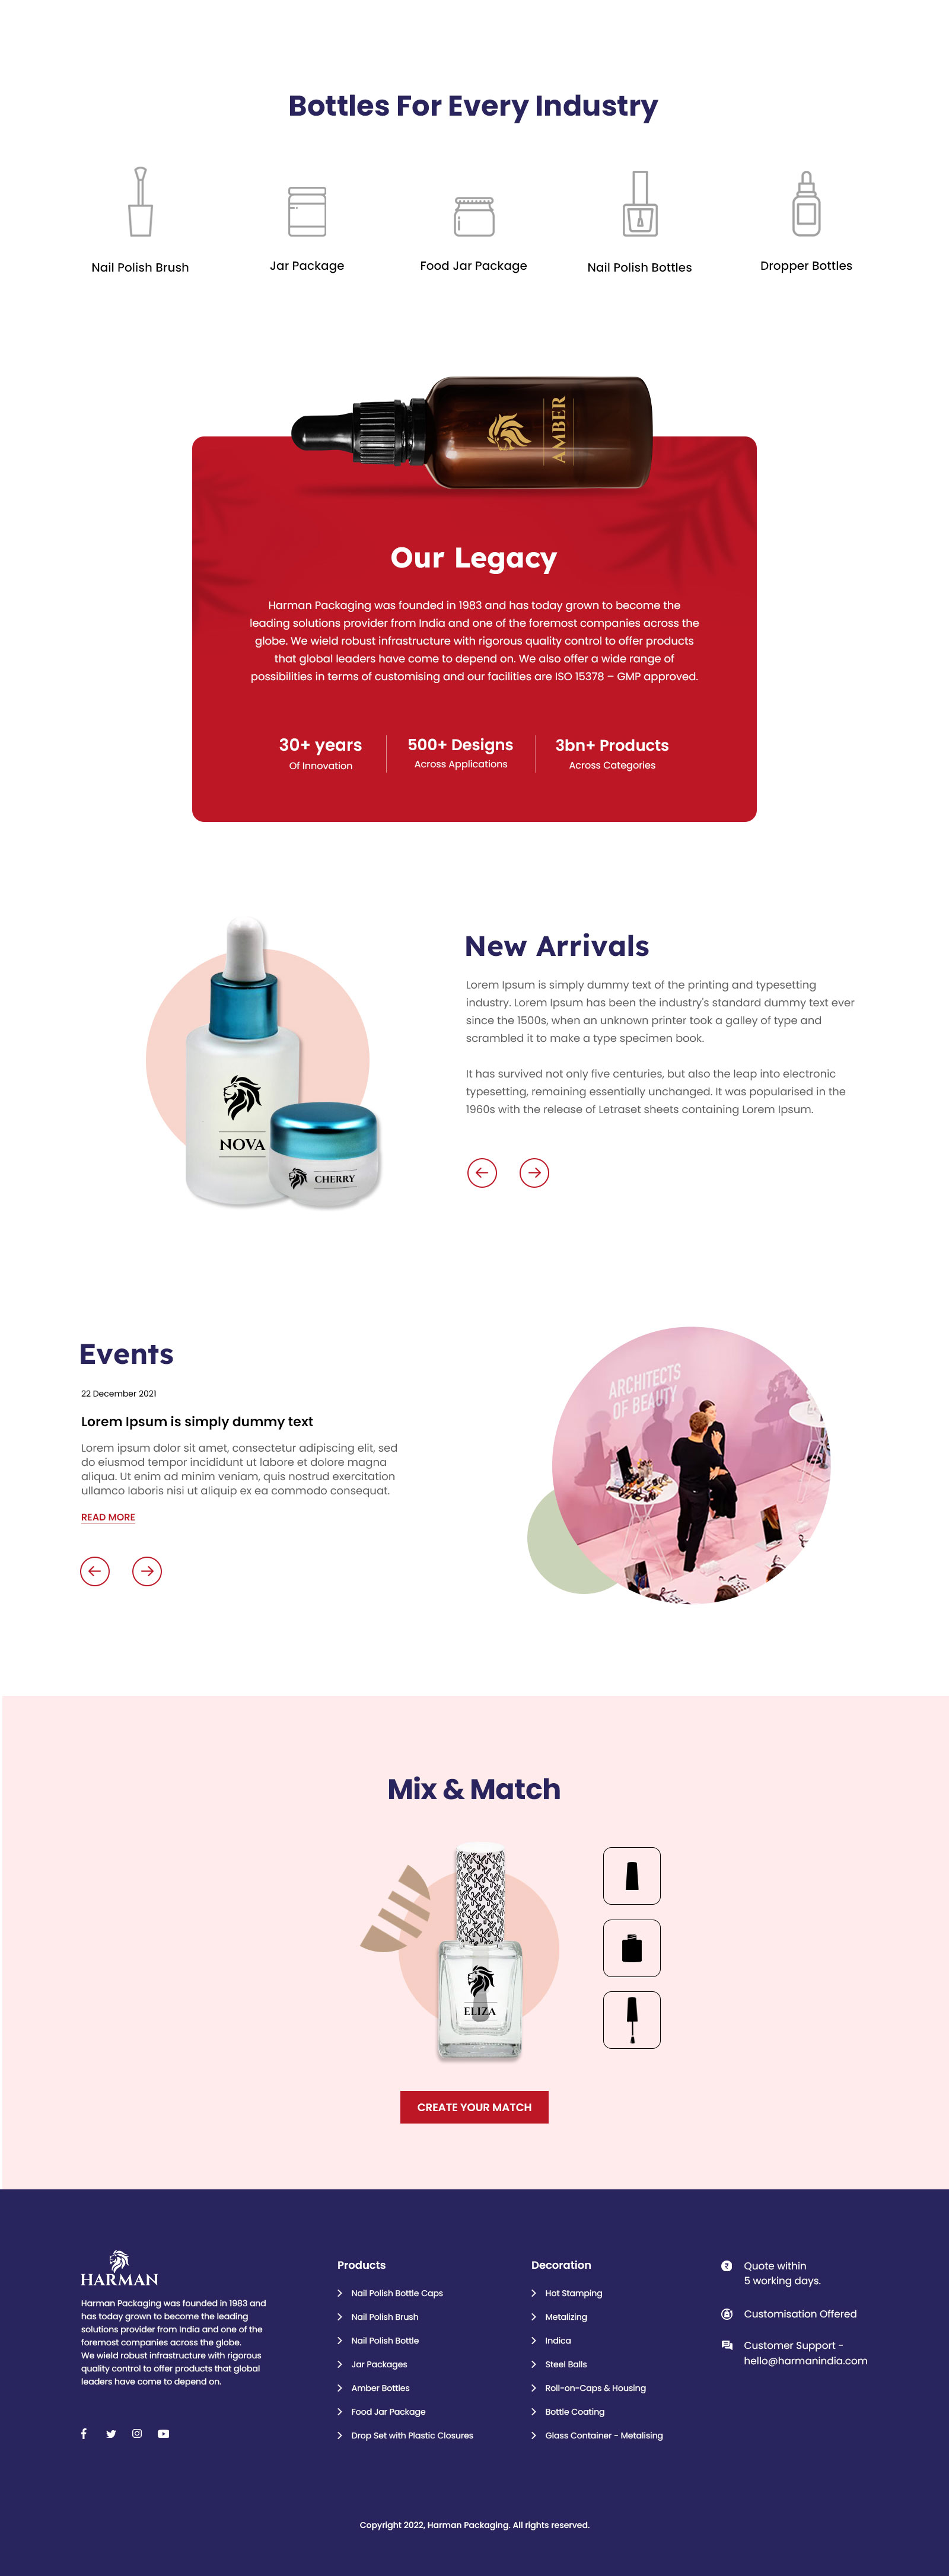 Bottles For Every Industry
Nail Polish Brush
Jar Package
Food Jar Package
Nail Polish Bottles
Dropper Bottles
AMBER
Our Legacy
Harman Packaging was founded in 1983 and has today grown to become the
leading solutions provider from India and one of the foremost companies across the
globe. We wield robust infrastructure with rigorous quality control to offer products
that global leaders have come to depend on. We also offer a wide range of
possibilities in terms of customising and our facilities are ISO 15378 – GMP approved.
30+ years
Of Innovation
500+ Designs
Across Applications
3bn+ Products
Across Categories
NOVA
CHERRY
New Arrivals
Lorem Ipsum is simply dummy text of the printing and typesetting
industry. Lorem Ipsum has been the industry's standard dummy text ever
since the 1500s, when an unknown printer took a galley of type and
scrambled it to make a type specimen book.
It has survived not only five centuries, but also the leap into electronic
typesetting, remaining essentially unchanged. It was popularised in the
1960s with the release of Letraset sheets containing Lorem Ipsum.
Events
22 December 2021
Lorem Ipsum is simply dummy text
Lorem ipsum dolor sit amet, consectetur adipiscing elit, sed
do eiusmod tempor incididunt ut labore et dolore magna
aliqua. Ut enim ad minim veniam, quis nostrud exercitation
ullamco laboris nisi ut aliquip ex ea commodo consequat.
READ MORE
ARCHITECTS
OF BEAUTY
Mix & Match
ELIZA
CREATE YOUR MATCH
HARMAN
Harman Packaging was founded in 1983 and
has today grown to become the leading
solutions provider from India and one of the
foremost companies across the globe.
We wield robust infrastructure with rigorous
quality control to offer products that global
leaders have come to depend on.
Products
Nail Polish Bottle Caps
Nail Polish Brush
Nail Polish Bottle
Jar Packages
Amber Bottles
Food Jar Package
Drop Set with Plastic Closures
Decoration
Hot Stamping
Metalizing
Indica
Steel Balls
Roll-on-Caps & Housing
Bottle Coating
Glass Container - Metalising
Quote within
5 working days.
Customisation Offered
Customer Support -
hello@harmanindia.com
Copyright 2022, Harman Packaging. All rights reserved.